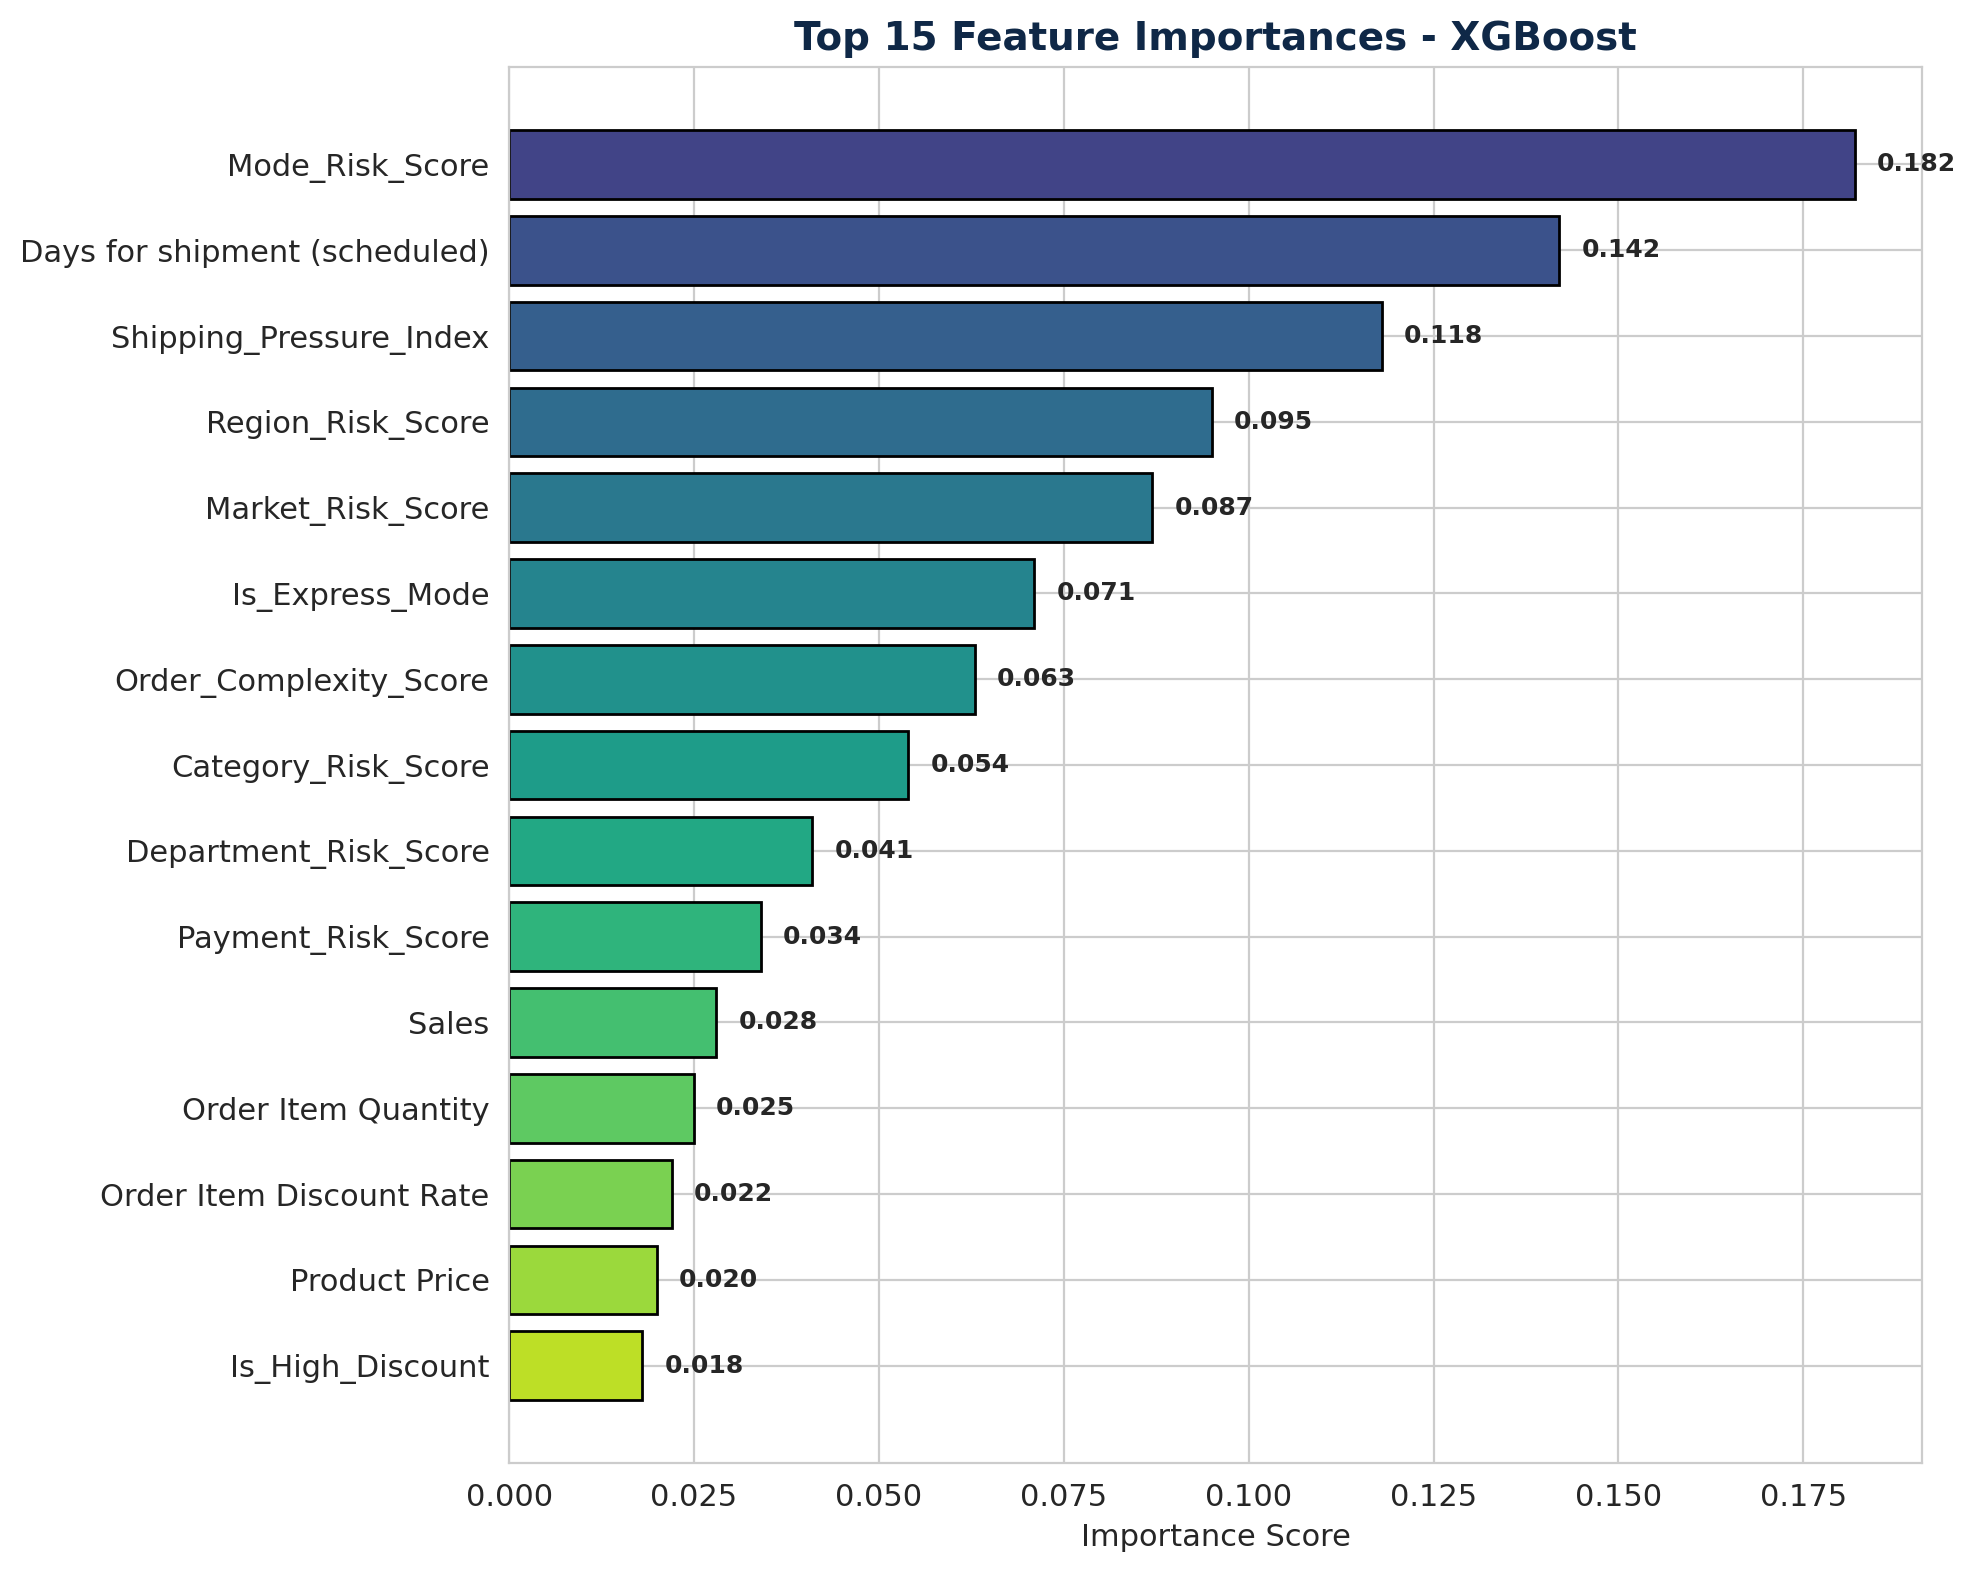 Top 15 Feature Importances - XGBoost
Mode_Risk_Score 0.182
Days for shipment (scheduled) 0.142
Shipping_Pressure_Index 0.118
Region_Risk_Score 0.095
Market_Risk_Score 0.087
Is_Express_Mode 0.071
Order_Complexity_Score 0.063
Category_Risk_Score 0.054
Department_Risk_Score 0.041
Payment_Risk_Score 0.034
Sales 0.028
Order Item Quantity 0.025
Order Item Discount Rate 0.022
Product Price 0.020
Is_High_Discount 0.018
0.000 0.025 0.050 0.075 0.100 0.125 0.150 0.175
Importance Score